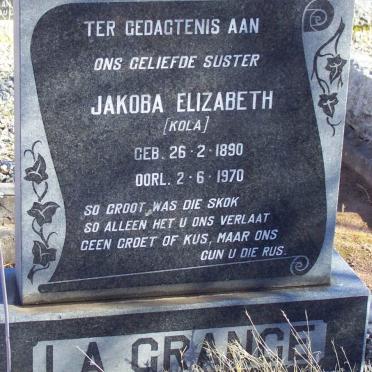 TER GEDAGTENIS AAN
ONS GELIEFDE SUSTER
JAKOBA ELIZABETH
[KOLA]
GEB. 26·2·1890
OORL. 2·6·1970
SO GROOT WAS DIE SKOK
SO ALLEEN HET U ONS VERLAAT
GEEN GROET OF KUS, MAAR ONS
GUN U DIE RUS.
LA GRANGE